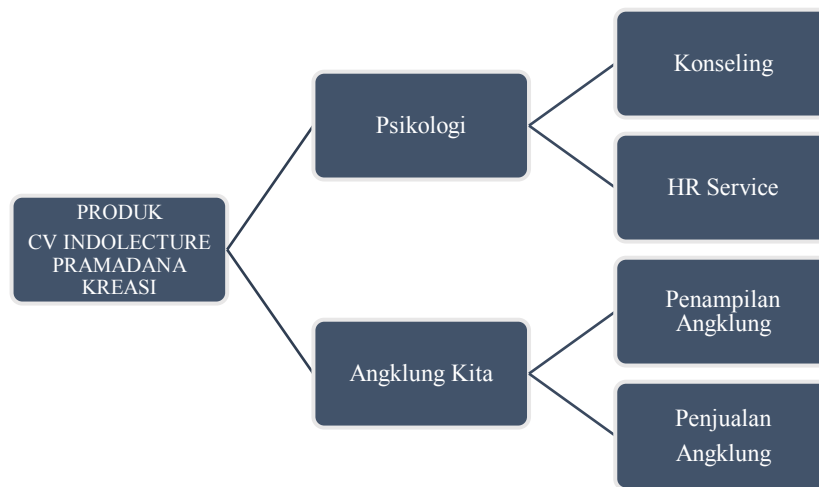 PRODUK
CV INDOLECTURE
PRAMADANA
KREASI
Psikologi
Konseling
HR Service
Angklung Kita
Penampilan
Angklung
Penjualan
Angklung